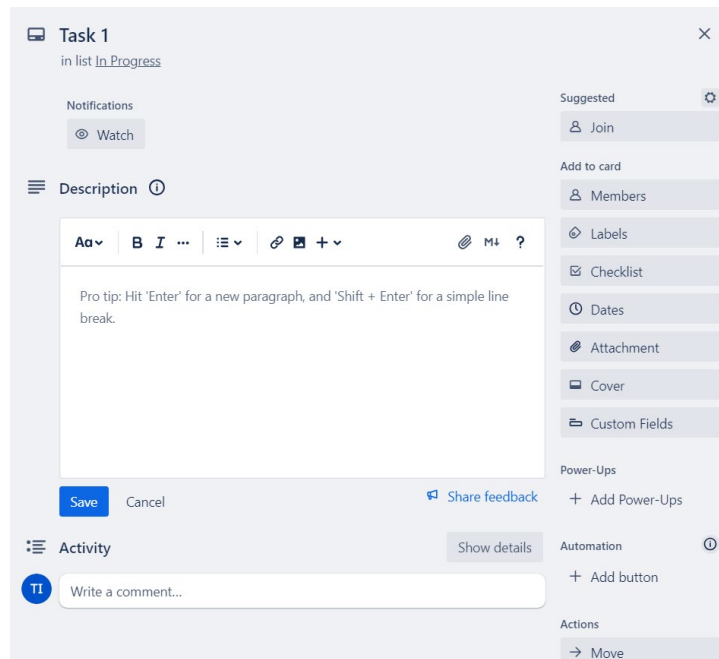 Task 1
in list In Progress
Notifications
Watch
Description
Aa B I ... M↓ ?
Pro tip: Hit 'Enter' for a new paragraph, and 'Shift + Enter' for a simple line
break.
Save Cancel Share feedback
Activity Show details
TI Write a comment...
Suggested
Join
Add to card
Members
Labels
Checklist
Dates
Attachment
Cover
Custom Fields
Power-Ups
+ Add Power-Ups
Automation
+ Add button
Actions
→ Move